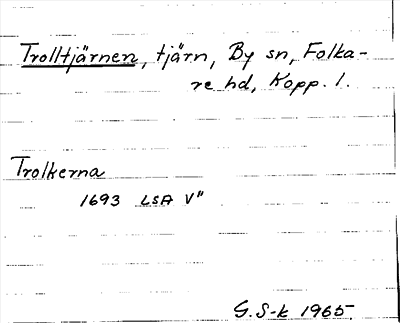 Trolltjärnen, tjärn, By sn, Folka-
re hd, Kopp. l.
Trolkerna
1693 LSA V"
G. S-k 1965.